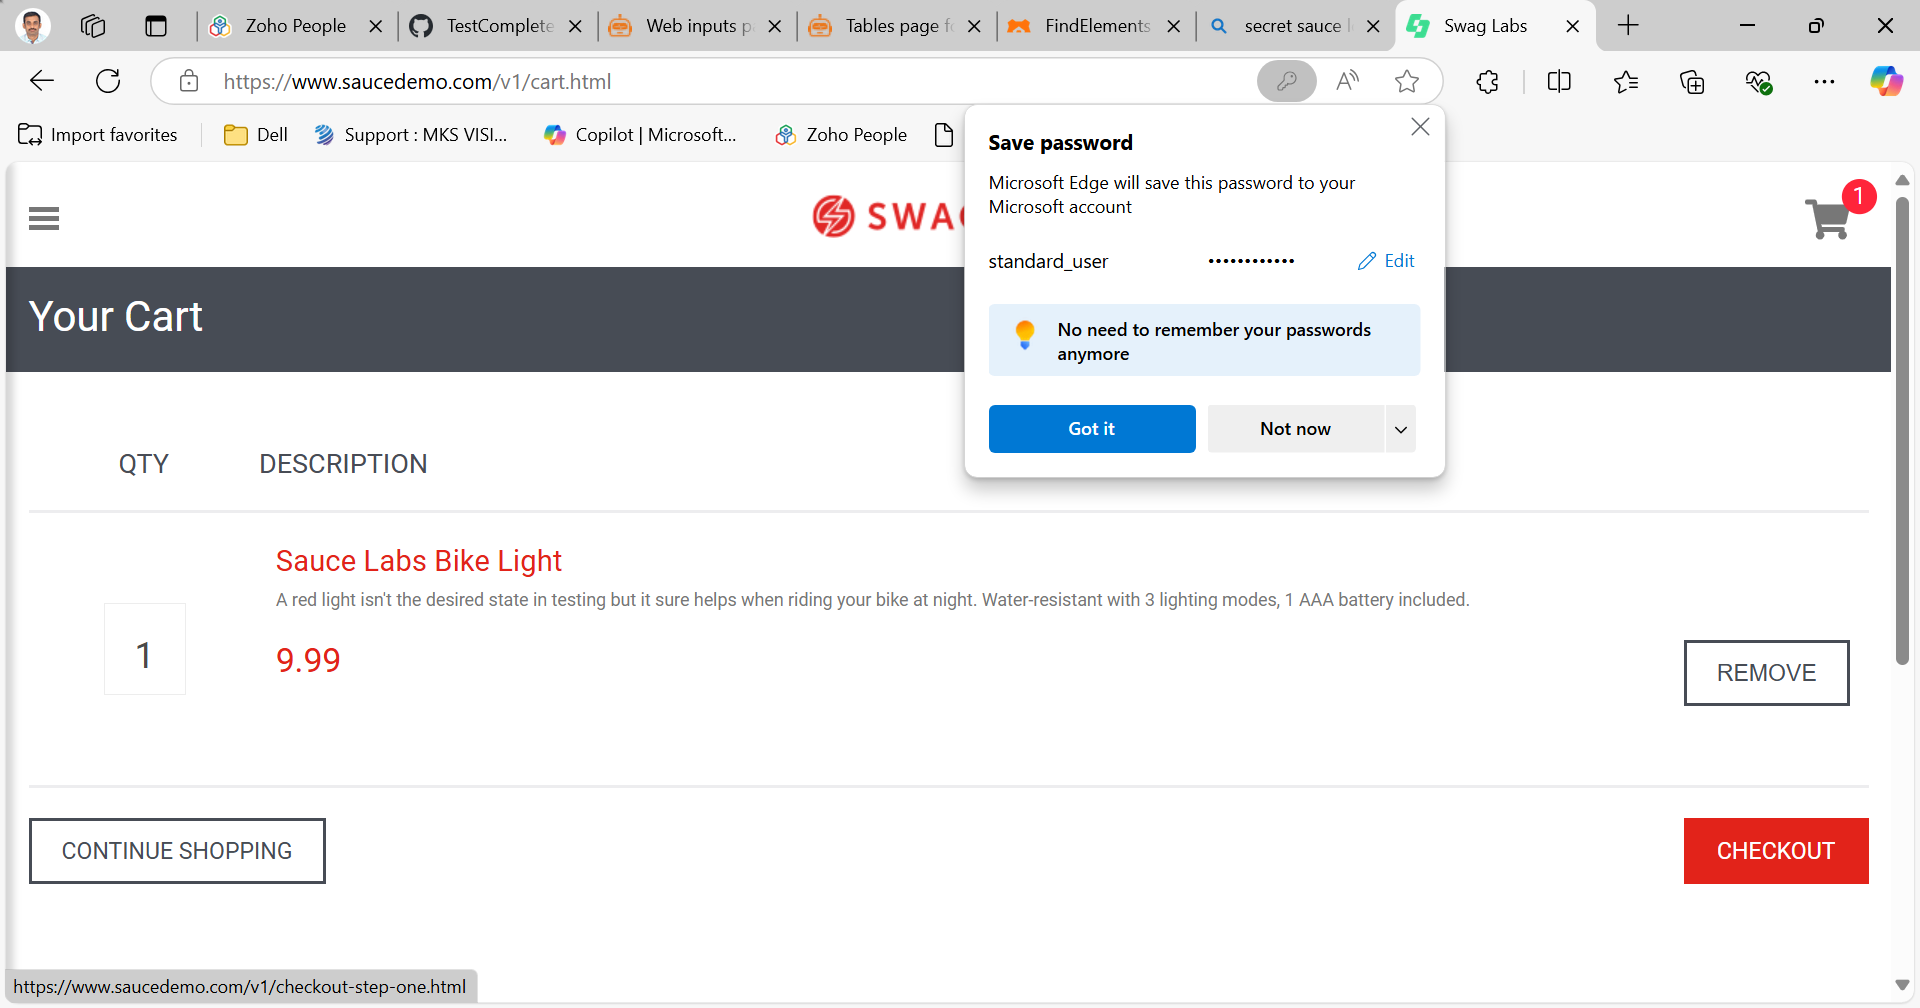 Zoho People
TestComplete
Web inputs p
Tables page fo
FindElements
secret sauce l
Swag Labs
https://www.saucedemo.com/v1/cart.html
Import favorites
Dell
Support : MKS VISI...
Copilot | Microsoft...
Zoho People
Save password
Microsoft Edge will save this password to your
Microsoft account
standard_user
••••••••••••
Edit
No need to remember your passwords
anymore
Got it
Not now
SWAG
1
Your Cart
QTY
DESCRIPTION
Sauce Labs Bike Light
A red light isn't the desired state in testing but it sure helps when riding your bike at night. Water-resistant with 3 lighting modes, 1 AAA battery included.
1
9.99
REMOVE
CONTINUE SHOPPING
CHECKOUT
https://www.saucedemo.com/v1/checkout-step-one.html